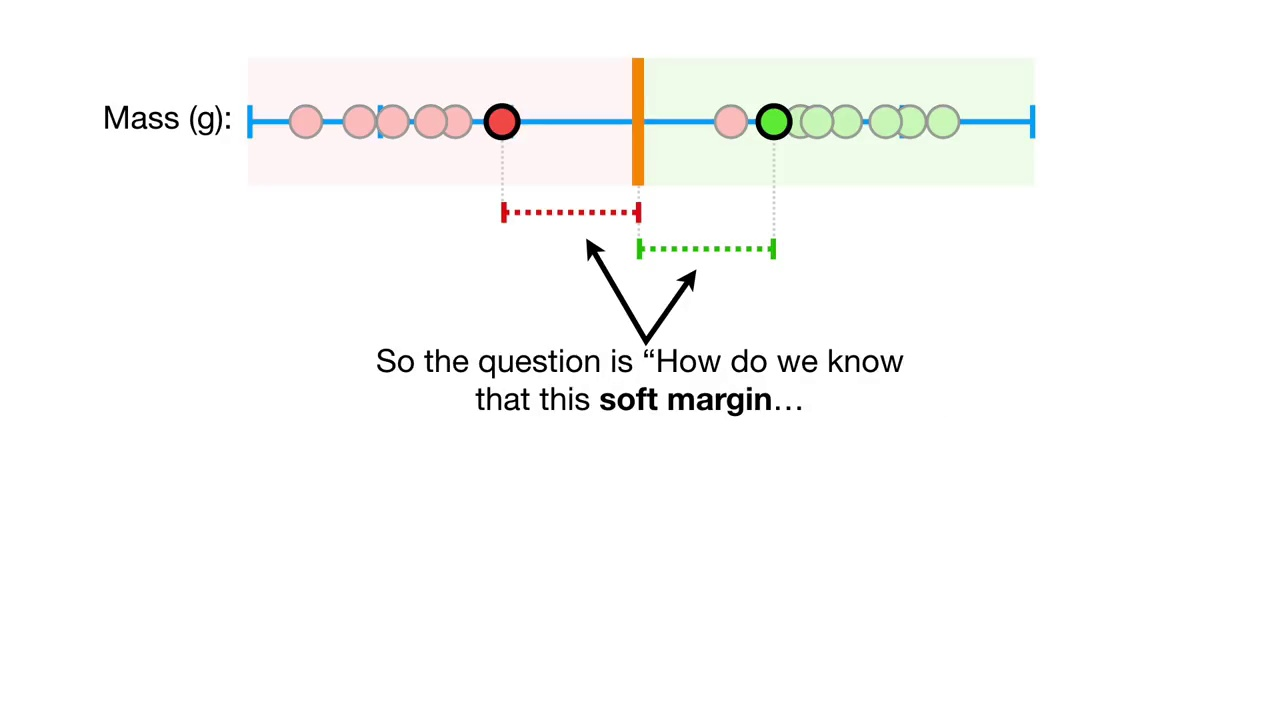 Mass (g):
So the question is “How do we know
that this soft margin…